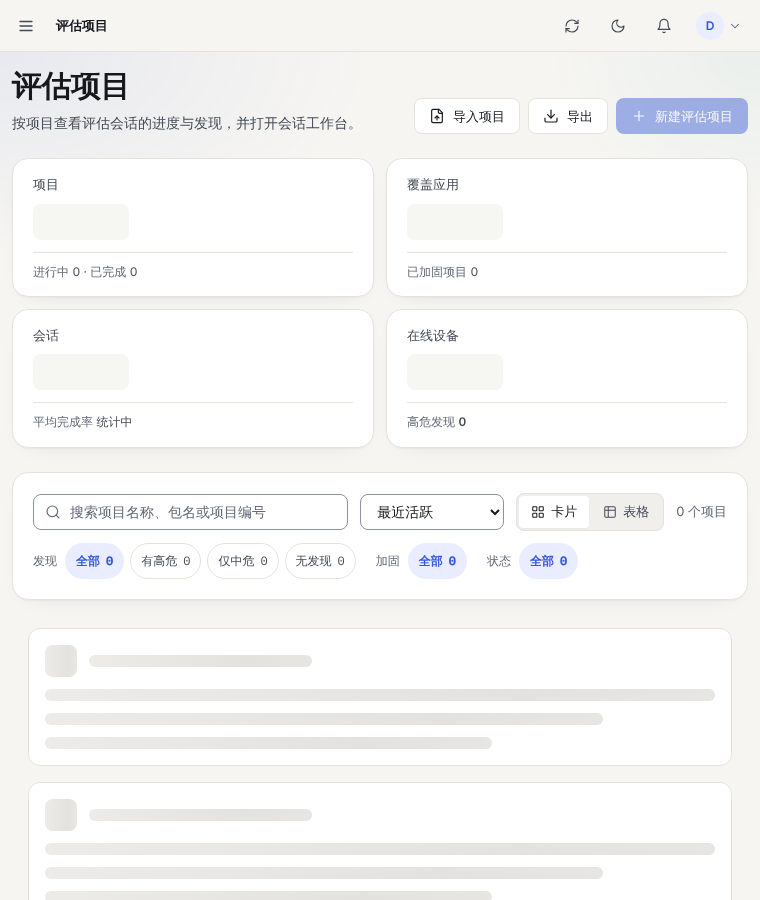 评估项目
D
评估项目
按项目查看评估会话的进度与发现，并打开会话工作台。
导入项目
导出
新建评估项目
项目
进行中 0 · 已完成 0
覆盖应用
已加固项目 0
会话
平均完成率 统计中
在线设备
高危发现 0
搜索项目名称、包名或项目编号
最近活跃
卡片
表格
0 个项目
发现 全部 0 有高危 0 仅中危 0 无发现 0 加固 全部 0 状态 全部 0